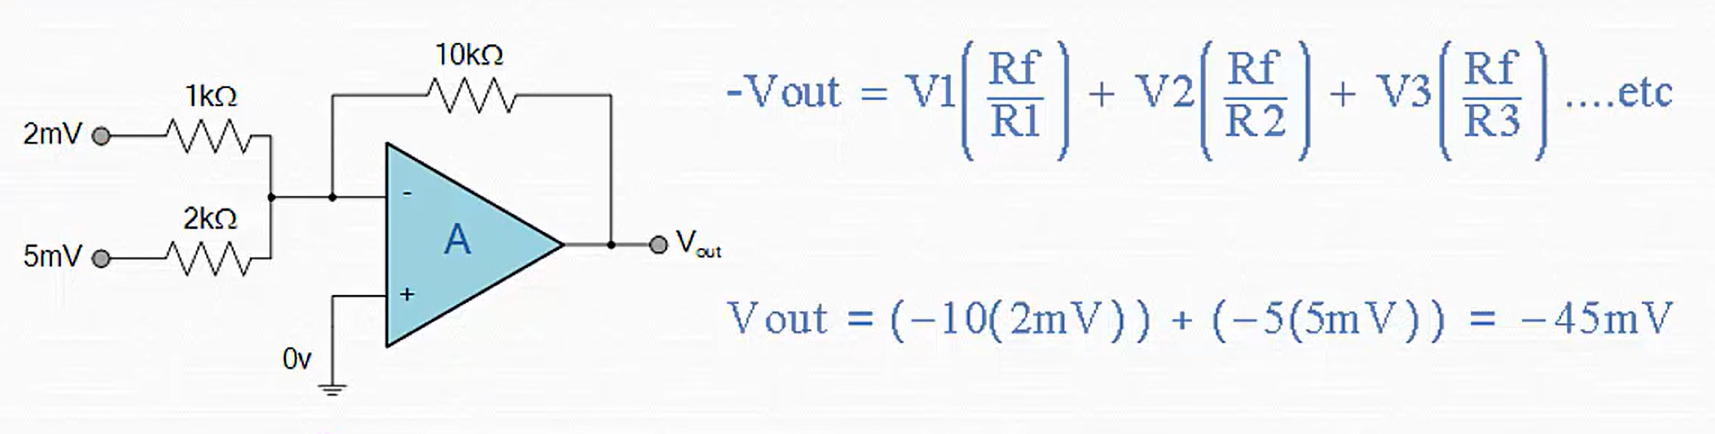 10kΩ
1kΩ
2mV
2kΩ
5mV
-
A
+
0v
Vout
-Vout = V1(Rf/R1) + V2(Rf/R2) + V3(Rf/R3) ....etc
Vout = (-10(2mV)) + (-5(5mV)) = -45mV